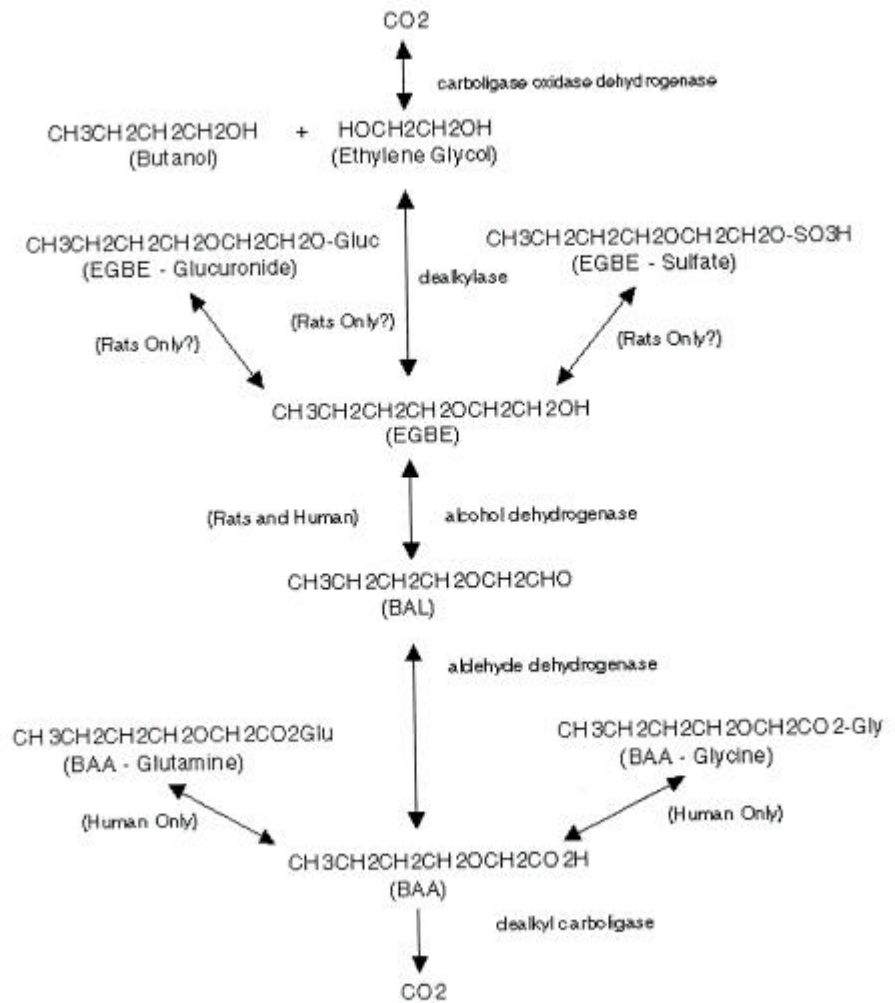 CO2
carboligase oxidase dehydrogenase
CH3CH2CH2CH2OH + HOCH2CH2OH
(Butanol) (Ethylene Glycol)
CH3CH2CH2CH2OCH2CH2O-Gluc
(EGBE - Glucuronide)
CH3CH2CH2CH2OCH2CH2O-SO3H
(EGBE - Sulfate)
dealkylase
(Rats Only?)
(Rats Only?)
(Rats Only?)
CH3CH2CH2CH2OCH2CH2OH
(EGBE)
(Rats and Human)
alcohol dehydrogenase
CH3CH2CH2CH2OCH2CHO
(BAL)
aldehyde dehydrogenase
CH3CH2CH2CH2OCH2CO2Glu
(BAA - Glutamine)
CH3CH2CH2CH2OCH2CO2-Gly
(BAA - Glycine)
(Human Only)
(Human Only)
CH3CH2CH2CH2OCH2CO2H
(BAA)
dealkyl carboligase
CO2